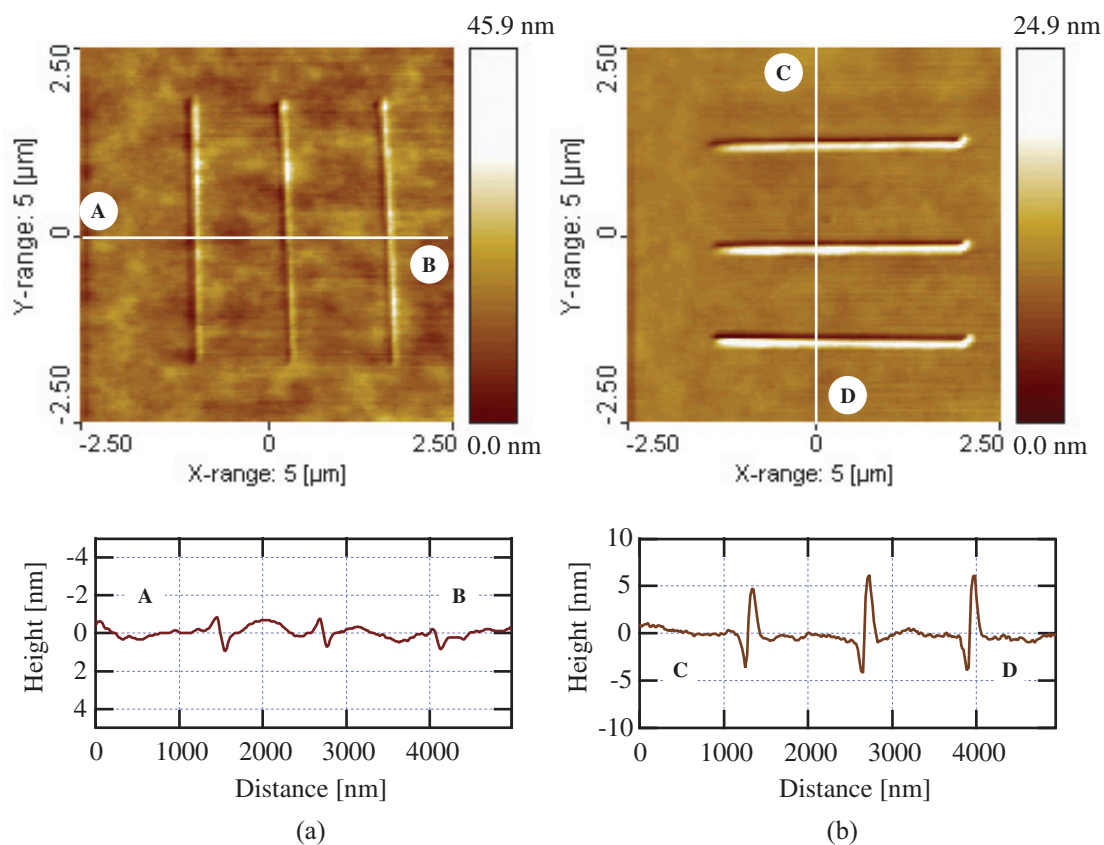 45.9 nm
24.9 nm
2.50
0
-2.50
Y-range: 5 [µm]
A
B
0.0 nm
-2.50
0
2.50
X-range: 5 [µm]
2.50
0
-2.50
Y-range: 5 [µm]
C
D
0.0 nm
-2.50
0
2.50
X-range: 5 [µm]
-4
-2
0
2
4
Height [nm]
A
B
0
1000
2000
3000
4000
Distance [nm]
(a)
10
5
0
-5
-10
Height [nm]
C
D
0
1000
2000
3000
4000
Distance [nm]
(b)